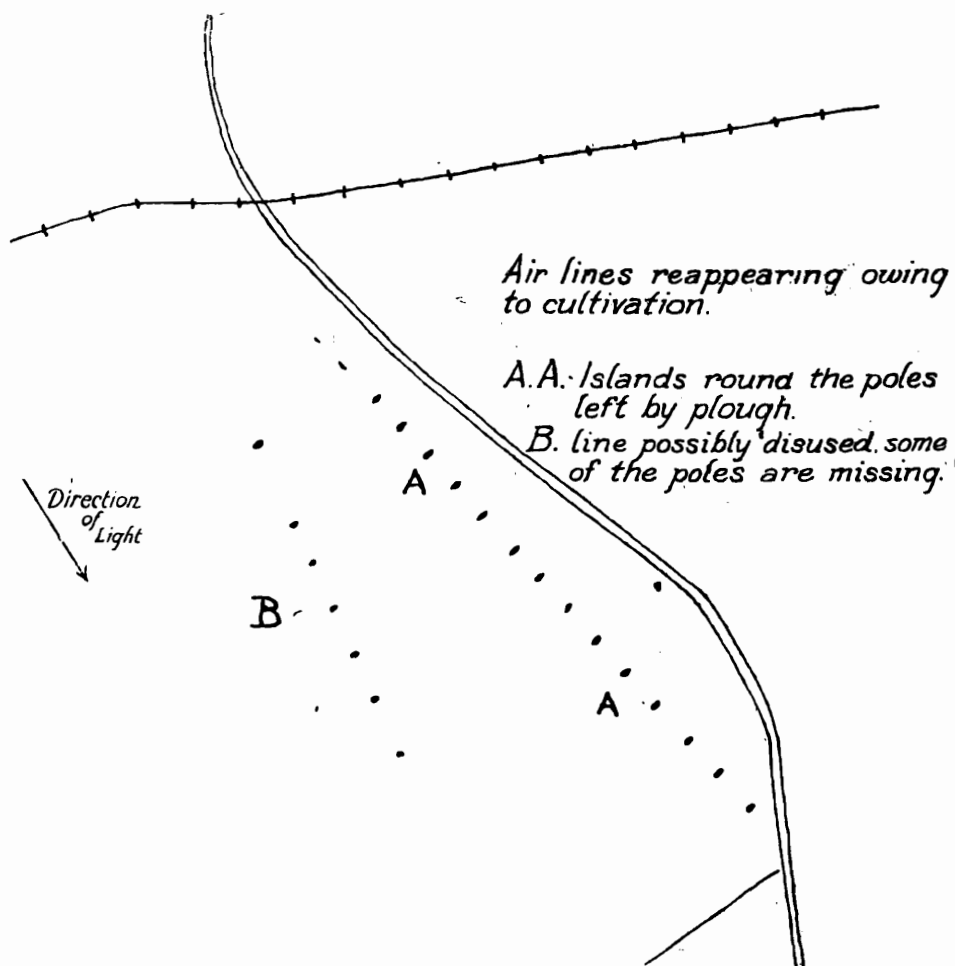 Air lines reappearing owing
to cultivation.
A.A. Islands round the poles
left by plough.
B. line possibly disused. some
of the poles are missing.
A
Direction
of
Light
B
A